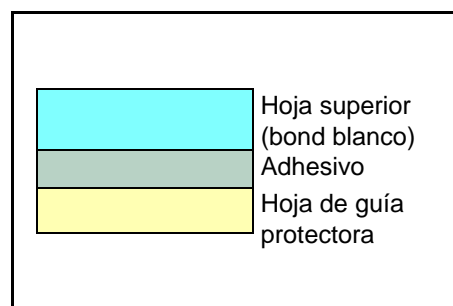 Hoja superior
(bond blanco)
Adhesivo
Hoja de guía
protectora